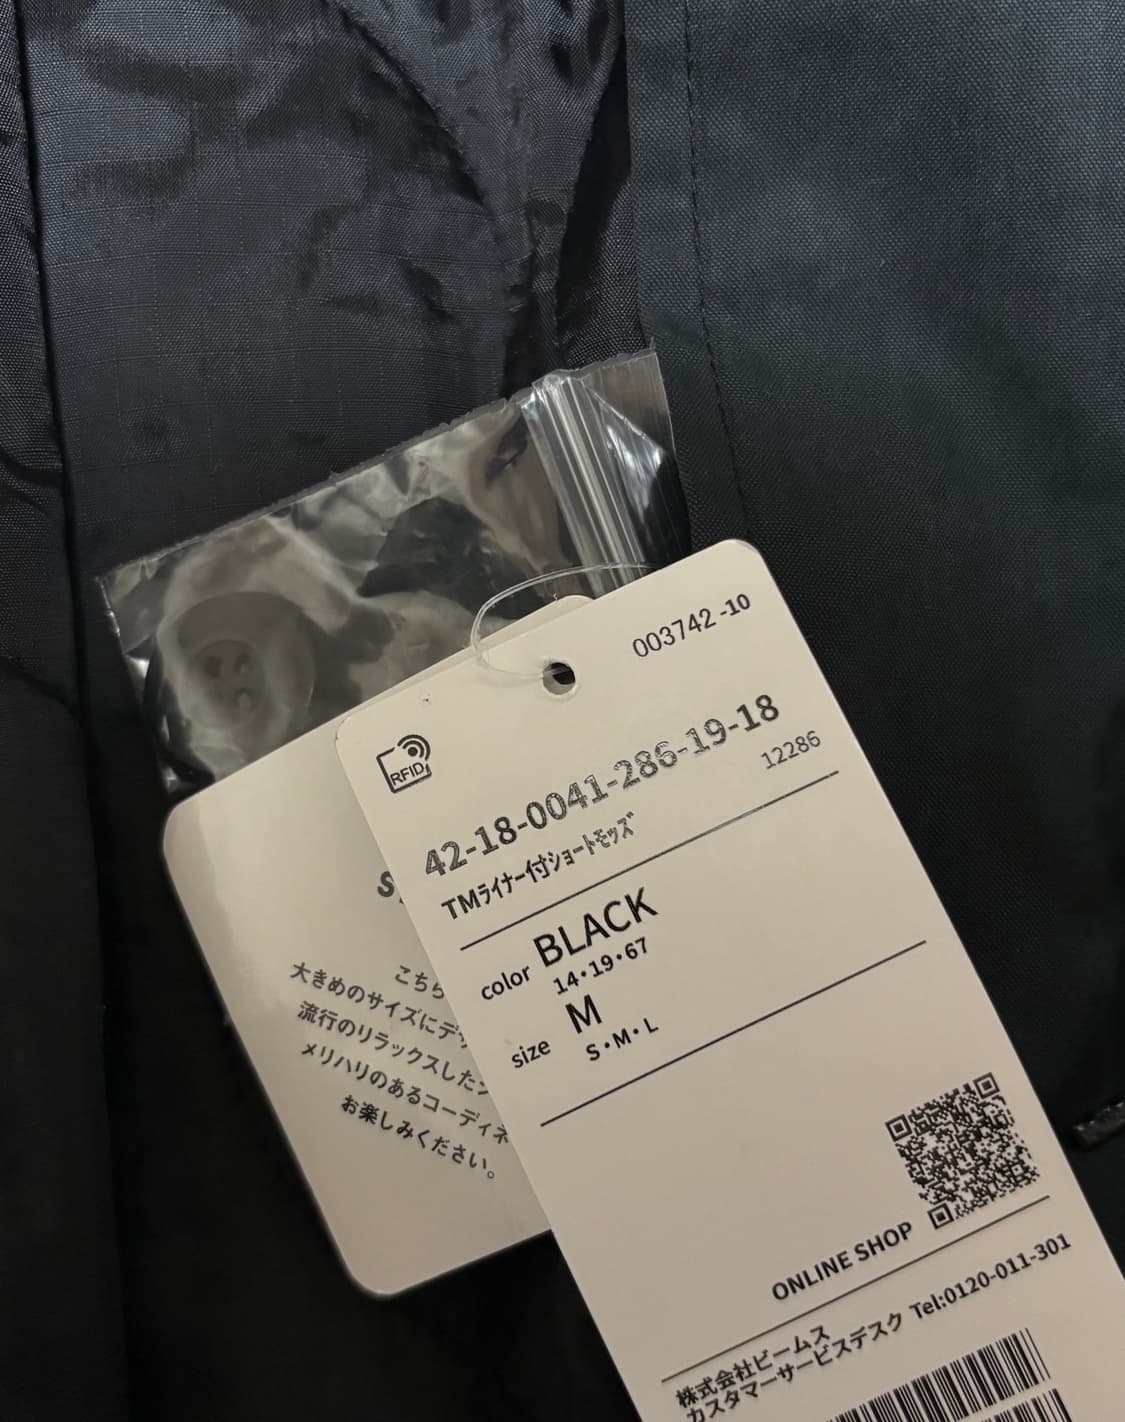 003742-10
RFID
42-18-0041-286-19-18
12286
TMライナー付ショートモッズ
color BLACK
14・19・67
size M
S・M・L
ONLINE SHOP
株式会社ビームス
カスタマーサービスデスク Tel:0120-011-301
こちら
大きめのサイズにデ
流行のリラックスした
メリハリのあるコーディネ
お楽しみください。